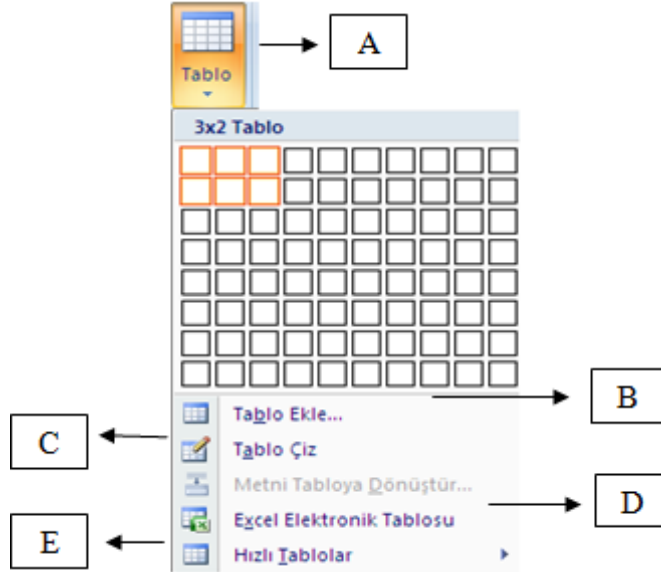 A
Tablo
3x2 Tablo
B
Tablo Ekle...
C
Tablo Çiz
Metni Tabloya Dönüştür...
D
Excel Elektronik Tablosu
E
Hızlı Tablolar